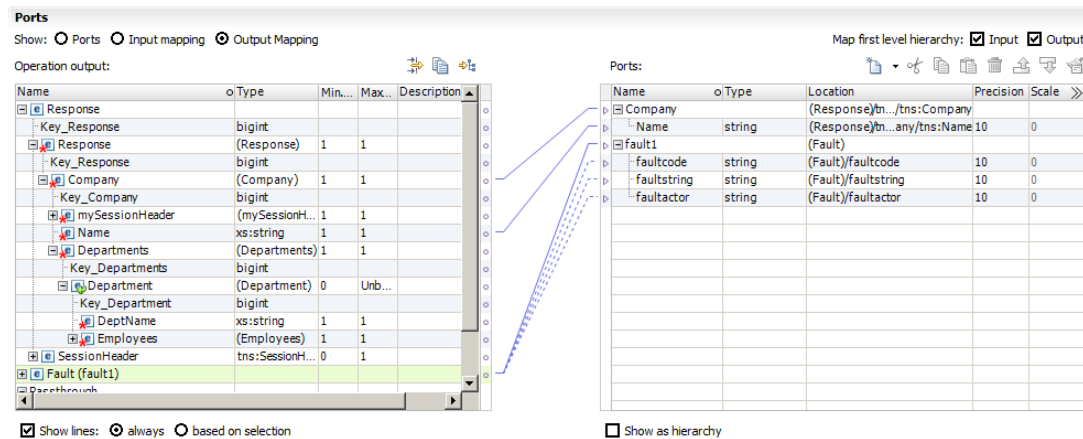 Ports
Show: Ports Input mapping Output Mapping Map first level hierarchy: Input Output
Operation output: Ports:
Name Type Min.... Max... Description Name Type Location Precision Scale
Response Company (Response)/tn.../tns:Company
Key_Response bigint Name string (Response)/tn...any/tns:Name 10 0
Response (Response) 1 1 fault1 (Fault)
Key_Response bigint faultcode string (Fault)/faultcode 10 0
Company (Company) 1 1 faultstring string (Fault)/faultstring 10 0
Key_Company bigint faultactor string (Fault)/faultactor 10 0
mySessionHeader (mySessionH... 1 1
Name xs:string 1 1
Departments (Departments) 1 1
Key_Departments bigint
Department (Department) 0 Unb...
Key_Department bigint
DeptName xs:string 1 1
Employees (Employees) 1 1
SessionHeader tns:SessionH... 0 1
Fault (fault1)
Passthrough
Show lines: always based on selection Show as hierarchy